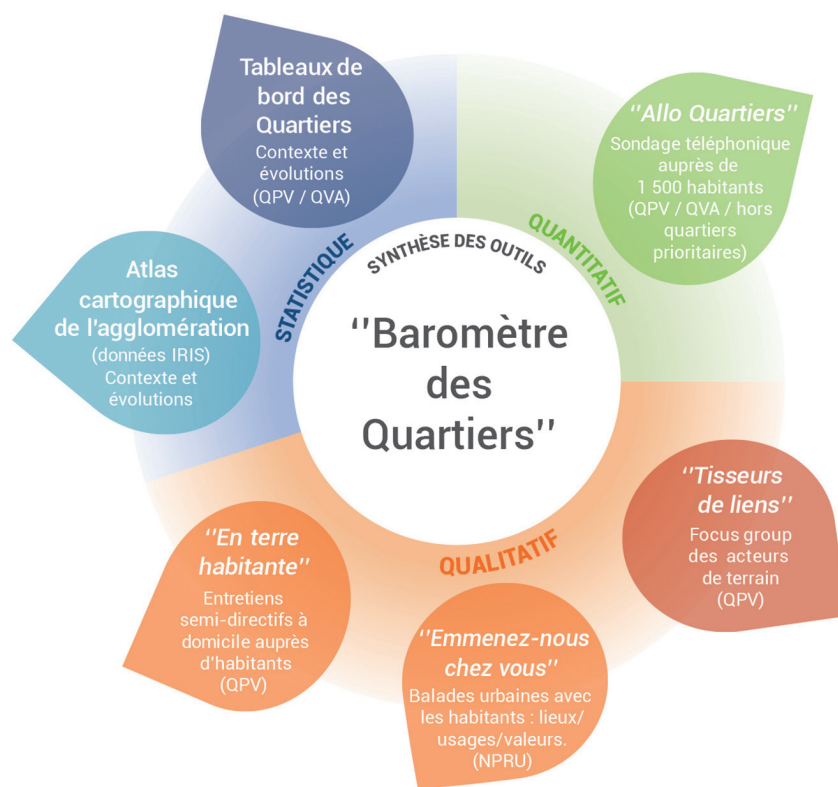 Tableaux de
bord des
Quartiers
Contexte et
évolutions
(QPV / QVA)
''Allo Quartiers''
Sondage téléphonique
auprès de
1 500 habitants
(QPV / QVA / hors
quartiers
prioritaires)
Atlas
cartographique
de l'agglomération
(données IRIS)
Contexte et
évolutions
STATISTIQUE
SYNTHÈSE DES OUTILS
QUANTITATIF
''Baromètre
des
Quartiers''
QUALITATIF
''Tisseurs
de liens''
Focus group
des acteurs
de terrain
(QPV)
''En terre
habitante''
Entretiens
semi-directifs à
domicile auprès
d'habitants
(QPV)
''Emmenez-nous
chez vous''
Balades urbaines avec
les habitants : lieux/
usages/valeurs.
(NPRU)